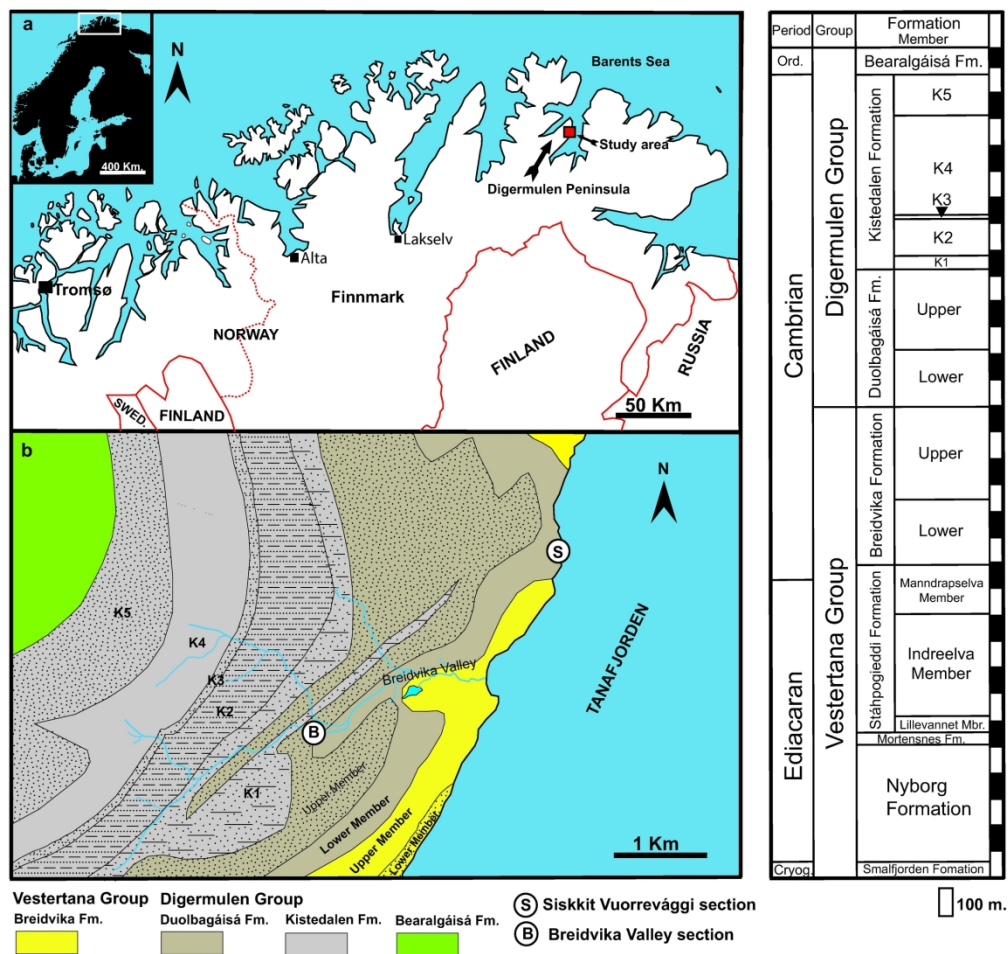 a
N
Barents Sea
Study area
Digermulen Peninsula
400 Km.
Lakselv
Alta
Tromsø
Finnmark
NORWAY
FINLAND
RUSSIA
SWED.
FINLAND
50 Km
b
N
S
K5
K4
TANAFJORDEN
Breidvika Valley
K3
K2
B
K1
Upper Member
Lower Member
Upper Member
Lower Member
1 Km
Vestertana Group
Breidvika Fm.
Digermulen Group
Duolbagáisá Fm.
Kistedalen Fm.
Bearalgáisá Fm.
S Siskkit Vuorreväggi section
B Breidvika Valley section
Period Group Formation
Member
Ord.
Bearalgáisá Fm.
Cambrian
Digermulen Group
Kistedalen Formation
K5
K4
K3
K2
K1
Duolbagáisá Fm.
Upper
Lower
Vestertana Group
Breidvika Formation
Upper
Lower
Ediacaran
Stáhpogieddi Formation
Manndrapselva
Member
Indreelva
Member
Lillevannet Mbr.
Mortensnes Fm.
Nyborg
Formation
Cryog.
Smalfjorden Fomation
100 m.